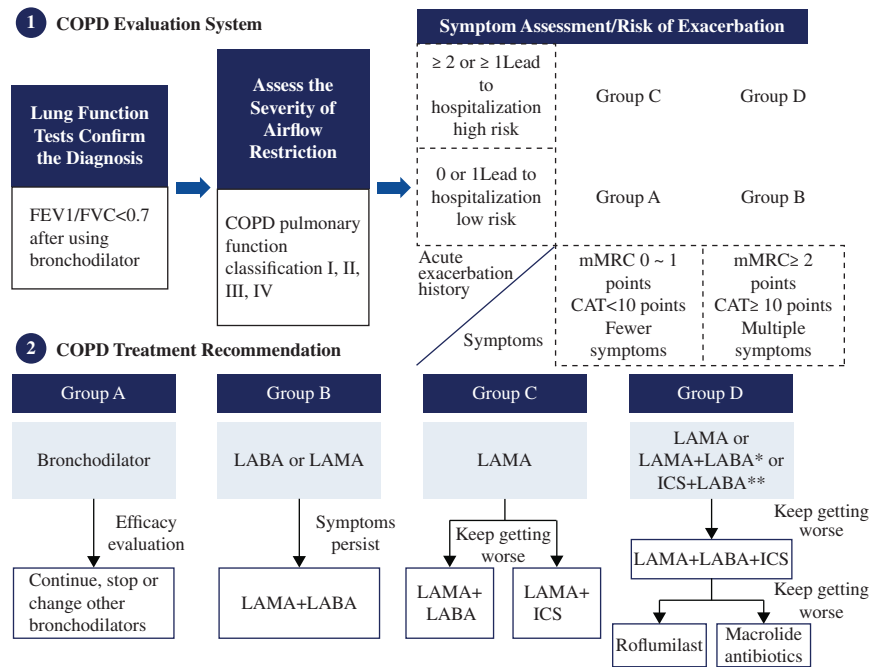 1 COPD Evaluation System
Lung Function
Tests Confirm
the Diagnosis
FEV1/FVC<0.7
after using
bronchodilator
Assess the
Severity of
Airflow
Restriction
COPD pulmonary
function
classification I, II,
III, IV
Symptom Assessment/Risk of Exacerbation
≥ 2 or ≥ 1Lead
to
hospitalization
high risk
Group C
Group D
0 or 1Lead to
hospitalization
low risk
Group A
Group B
Acute
exacerbation
history
Symptoms
mMRC 0 ~ 1
points
CAT<10 points
Fewer
symptoms
mMRC≥ 2
points
CAT≥ 10 points
Multiple
symptoms
2 COPD Treatment Recommendation
Group A
Bronchodilator
Efficacy
evaluation
Continue, stop or
change other
bronchodilators
Group B
LABA or LAMA
Symptoms
persist
LAMA+LABA
Group C
LAMA
Keep getting
worse
LAMA+
LABA
LAMA+
ICS
Group D
LAMA or
LAMA+LABA* or
ICS+LABA**
Keep getting
worse
LAMA+LABA+ICS
Keep getting
worse
Roflumilast
Macrolide
antibiotics